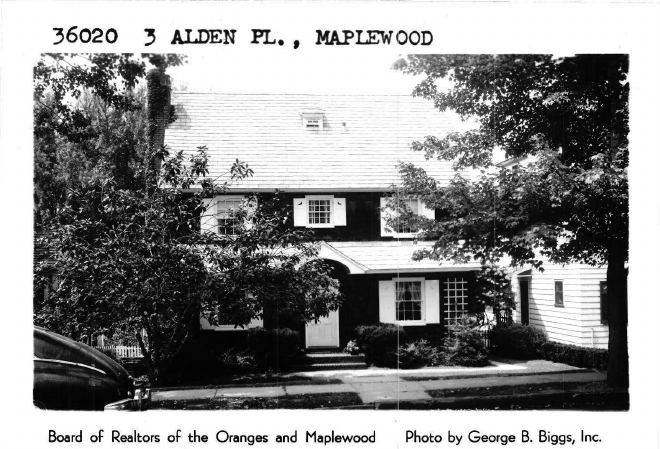 36020 3 ALDEN PL., MAPLEWOOD
Board of Realtors of the Oranges and Maplewood Photo by George B. Biggs, Inc.